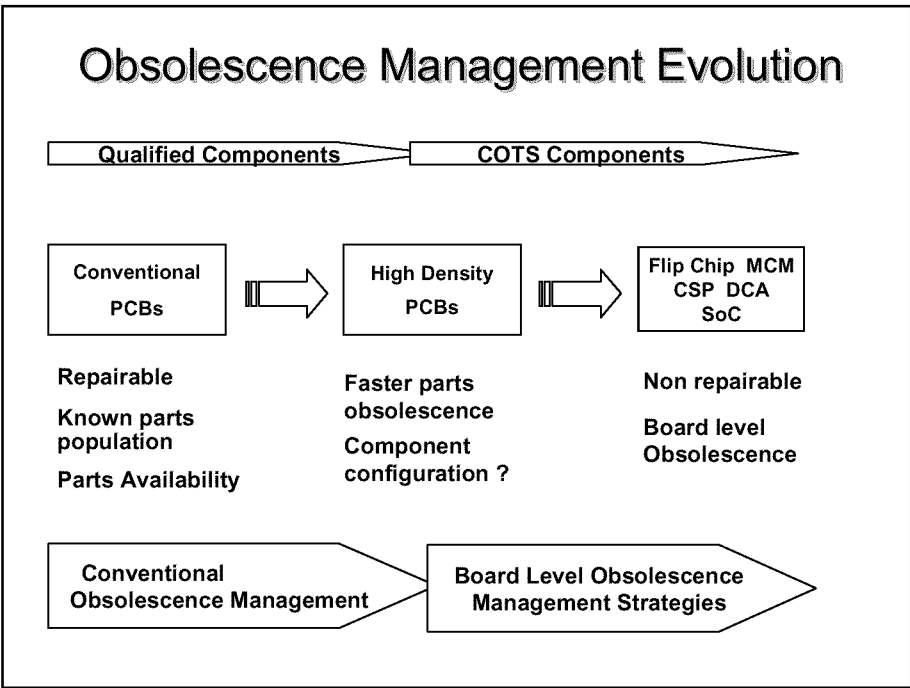 Obsolescence Management Evolution
Qualified Components
COTS Components
Conventional
PCBs
High Density
PCBs
Flip Chip MCM
CSP DCA
SoC
Repairable
Known parts
population
Parts Availability
Faster parts
obsolescence
Component
configuration ?
Non repairable
Board level
Obsolescence
Conventional
Obsolescence Management
Board Level Obsolescence
Management Strategies